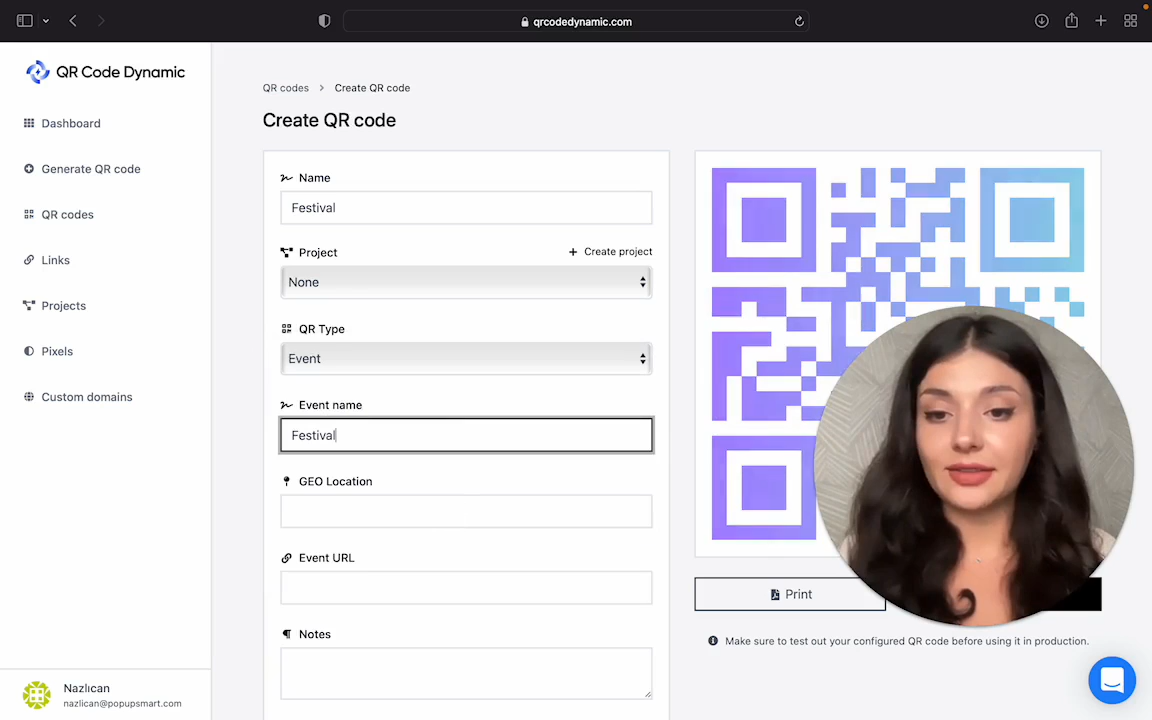 qrcodedynamic.com
QR Code Dynamic
Dashboard
Generate QR code
QR codes
Links
Projects
Pixels
Custom domains
Nazlıcan
nazlican@popupsmart.com
QR codes > Create QR code
Create QR code
Name
Festival
Project
+ Create project
None
QR Type
Event
Event name
Festival
GEO Location
Event URL
Notes
Print
Make sure to test out your configured QR code before using it in production.